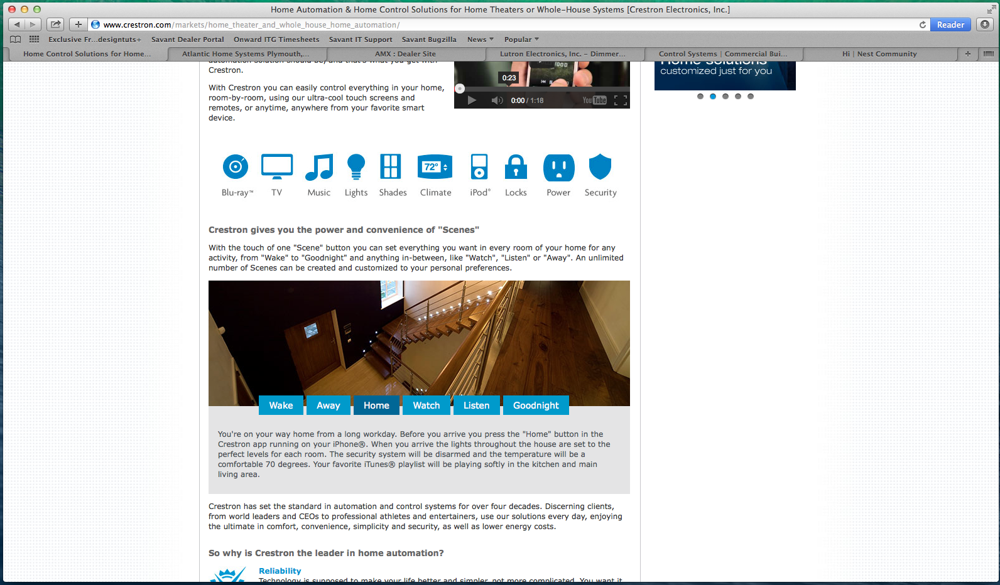 Home Automation & Home Control Solutions for Home Theaters or Whole-House Systems [Crestron Electronics, Inc.]
www.crestron.com/markets/home_theater_and_whole_house_home_automation/
Reader
Exclusive Fr...designtuts+ Savant Dealer Portal Onward ITG Timesheets Savant IT Support Savant Bugzilla News Popular
Home Control Solutions for Home... Atlantic Home Systems Plymouth,... AMX : Dealer Site Lutron Electronics, Inc. - Dimmer... Control Systems | Commercial Bui... Hi | Nest Community
automation solution should be, and that's what you get with
Crestron.
With Crestron you can easily control everything in your home,
room-by-room, using our ultra-cool touch screens and
remotes, or anytime, anywhere from your favorite smart
device.
0:23
0:00 / 1:18 YouTube
Home solutions
customized just for you
72°
Blu-ray™ TV Music Lights Shades Climate iPod® Locks Power Security
Crestron gives you the power and convenience of "Scenes"
With the touch of one "Scene" button you can set everything you want in every room of your home for any
activity, from "Wake" to "Goodnight" and anything in-between, like "Watch", "Listen" or "Away". An unlimited
number of Scenes can be created and customized to your personal preferences.
Wake Away Home Watch Listen Goodnight
You're on your way home from a long workday. Before you arrive you press the "Home" button in the
Crestron app running on your iPhone®. When you arrive the lights throughout the house are set to the
perfect levels for each room. The security system will be disarmed and the temperature will be a
comfortable 70 degrees. Your favorite iTunes® playlist will be playing softly in the kitchen and main
living area.
Crestron has set the standard in automation and control systems for over four decades. Discerning clients,
from world leaders and CEOs to professional athletes and entertainers, use our solutions every day, enjoying
the ultimate in comfort, convenience, simplicity and security, as well as lower energy costs.
So why is Crestron the leader in home automation?
Reliability
Technology is supposed to make your life better and simpler, not more complicated. You want it